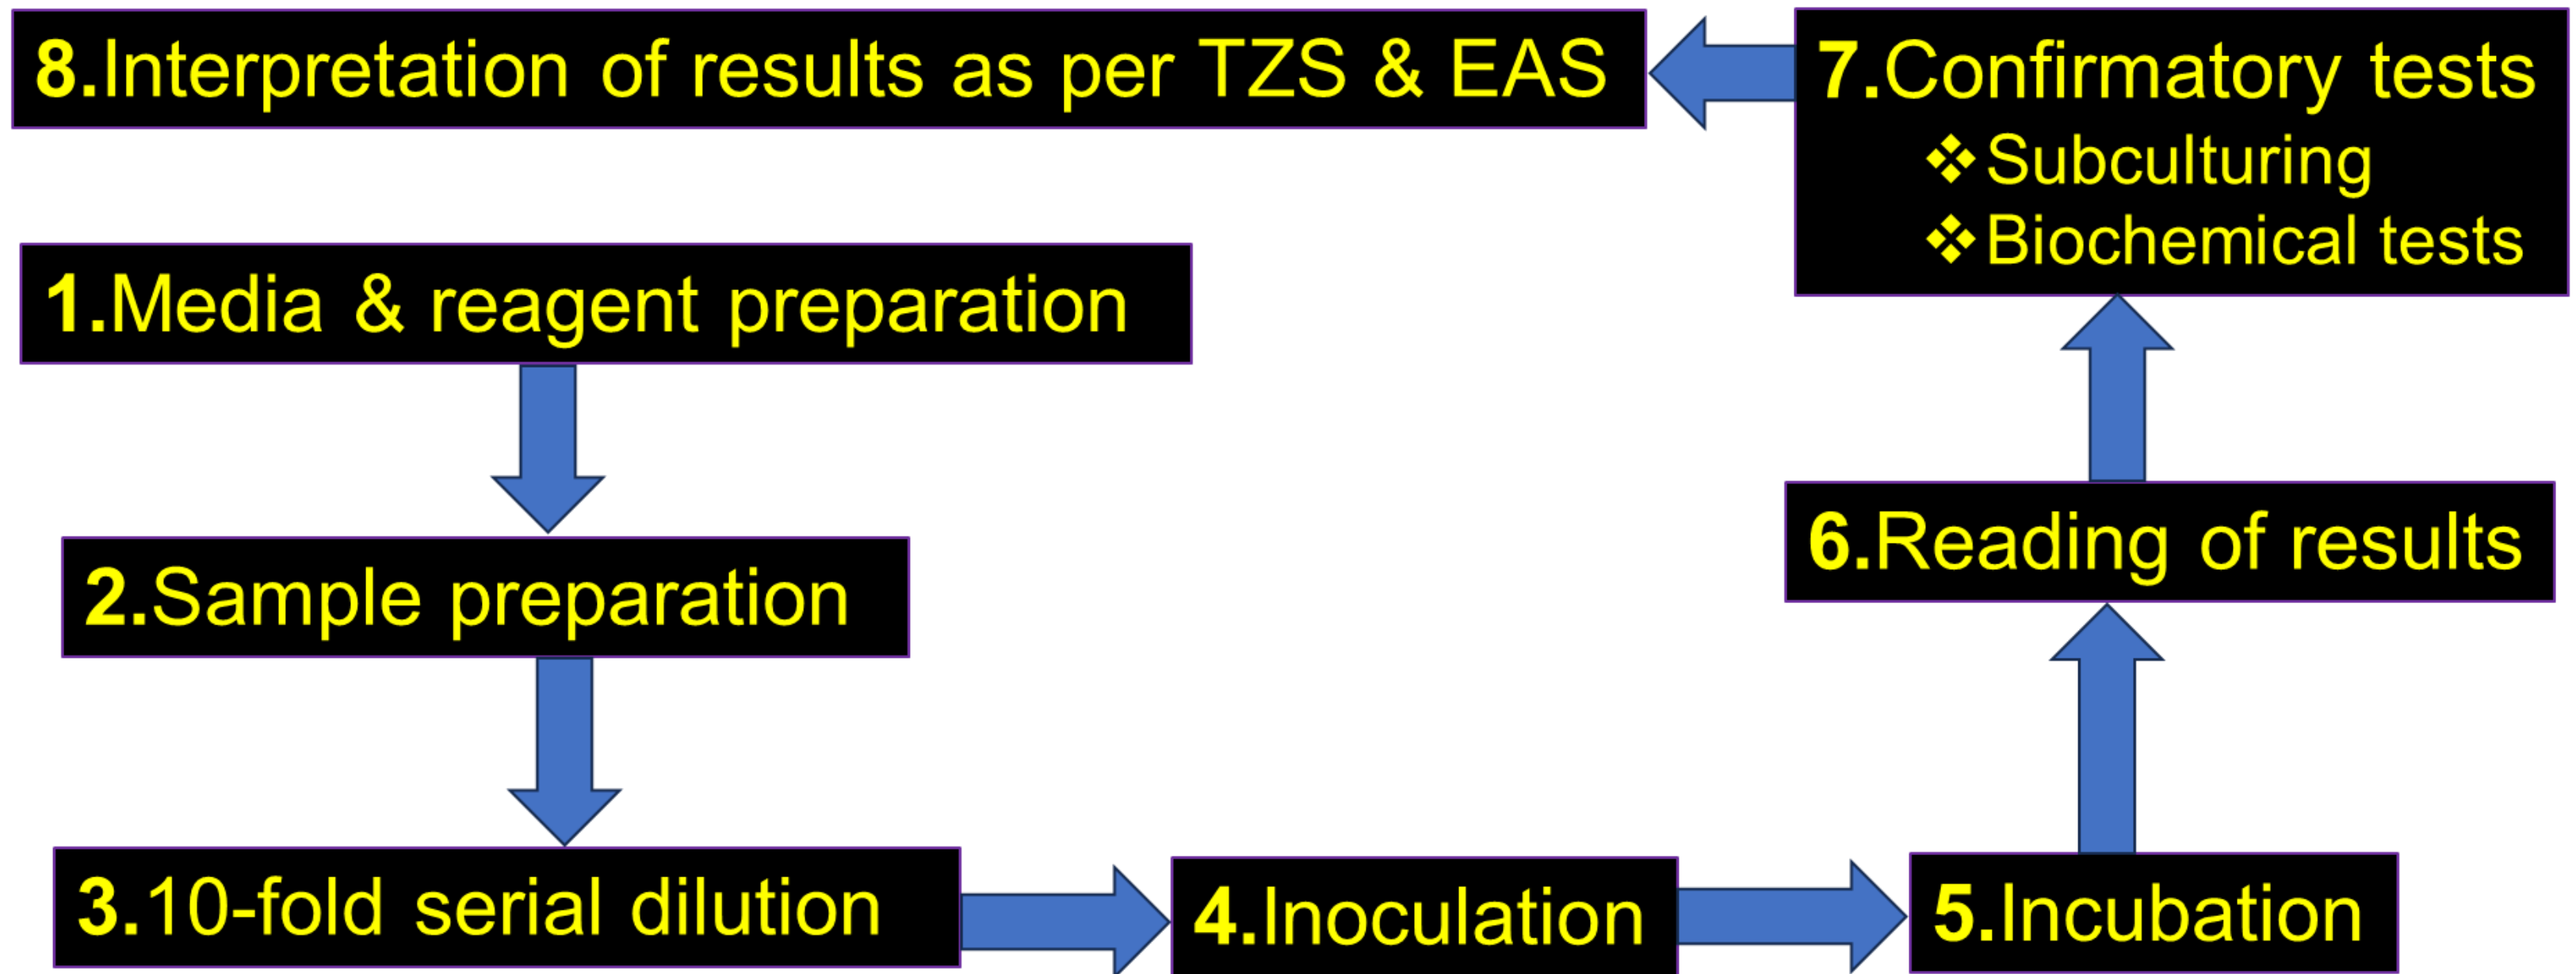 8.Interpretation of results as per TZS & EAS
1.Media & reagent preparation
2.Sample preparation
3.10-fold serial dilution
4.Inoculation
5.Incubation
6.Reading of results
7.Confirmatory tests
❖Subculturing
❖Biochemical tests